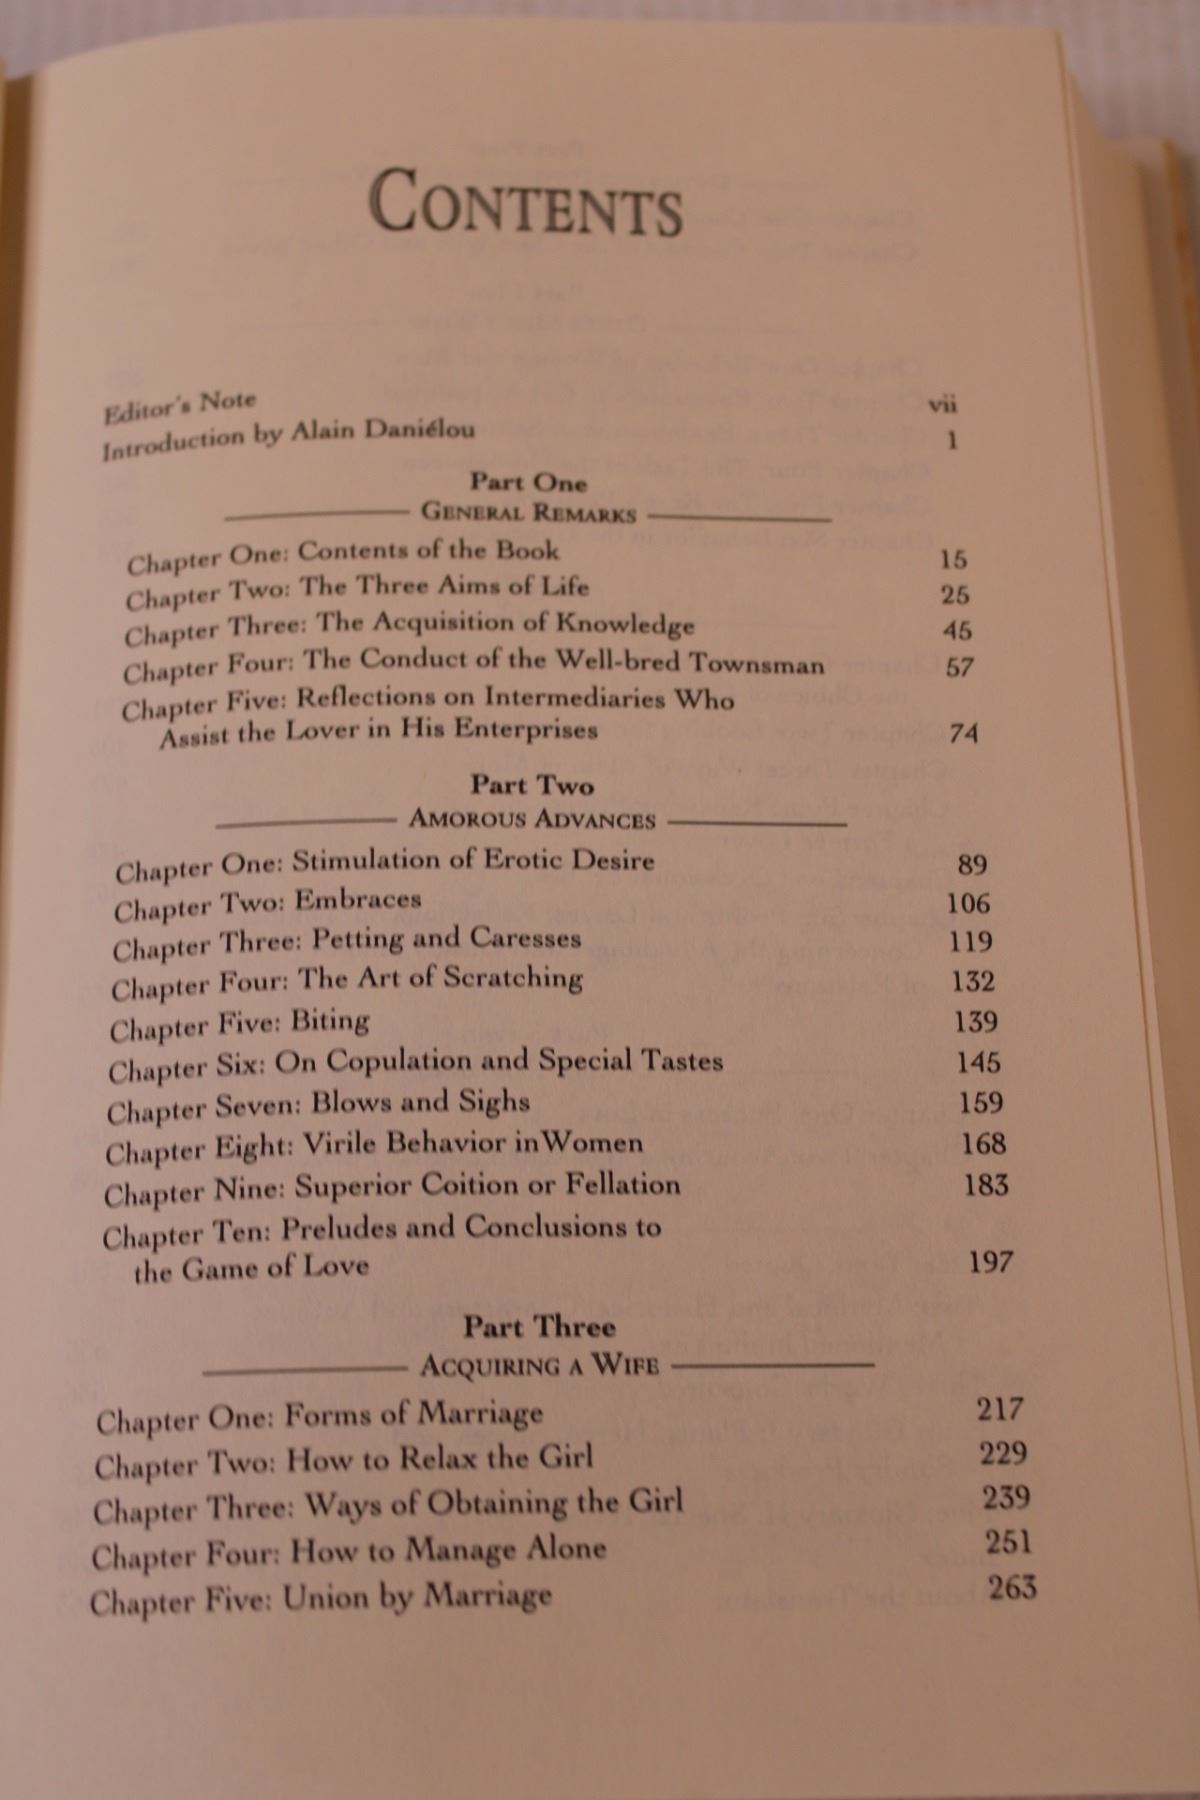 CONTENTS
Editor's Note vii
Introduction by Alain Daniélou 1
Part One
GENERAL REMARKS
Chapter One: Contents of the Book 15
Chapter Two: The Three Aims of Life 25
Chapter Three: The Acquisition of Knowledge 45
Chapter Four: The Conduct of the Well-bred Townsman 57
Chapter Five: Reflections on Intermediaries Who
Assist the Lover in His Enterprises 74
Part Two
AMOROUS ADVANCES
Chapter One: Stimulation of Erotic Desire 89
Chapter Two: Embraces 106
Chapter Three: Petting and Caresses 119
Chapter Four: The Art of Scratching 132
Chapter Five: Biting 139
Chapter Six: On Copulation and Special Tastes 145
Chapter Seven: Blows and Sighs 159
Chapter Eight: Virile Behavior in Women 168
Chapter Nine: Superior Coition or Fellation 183
Chapter Ten: Preludes and Conclusions to
the Game of Love 197
Part Three
ACQUIRING A WIFE
Chapter One: Forms of Marriage 217
Chapter Two: How to Relax the Girl 229
Chapter Three: Ways of Obtaining the Girl 239
Chapter Four: How to Manage Alone 251
Chapter Five: Union by Marriage 263